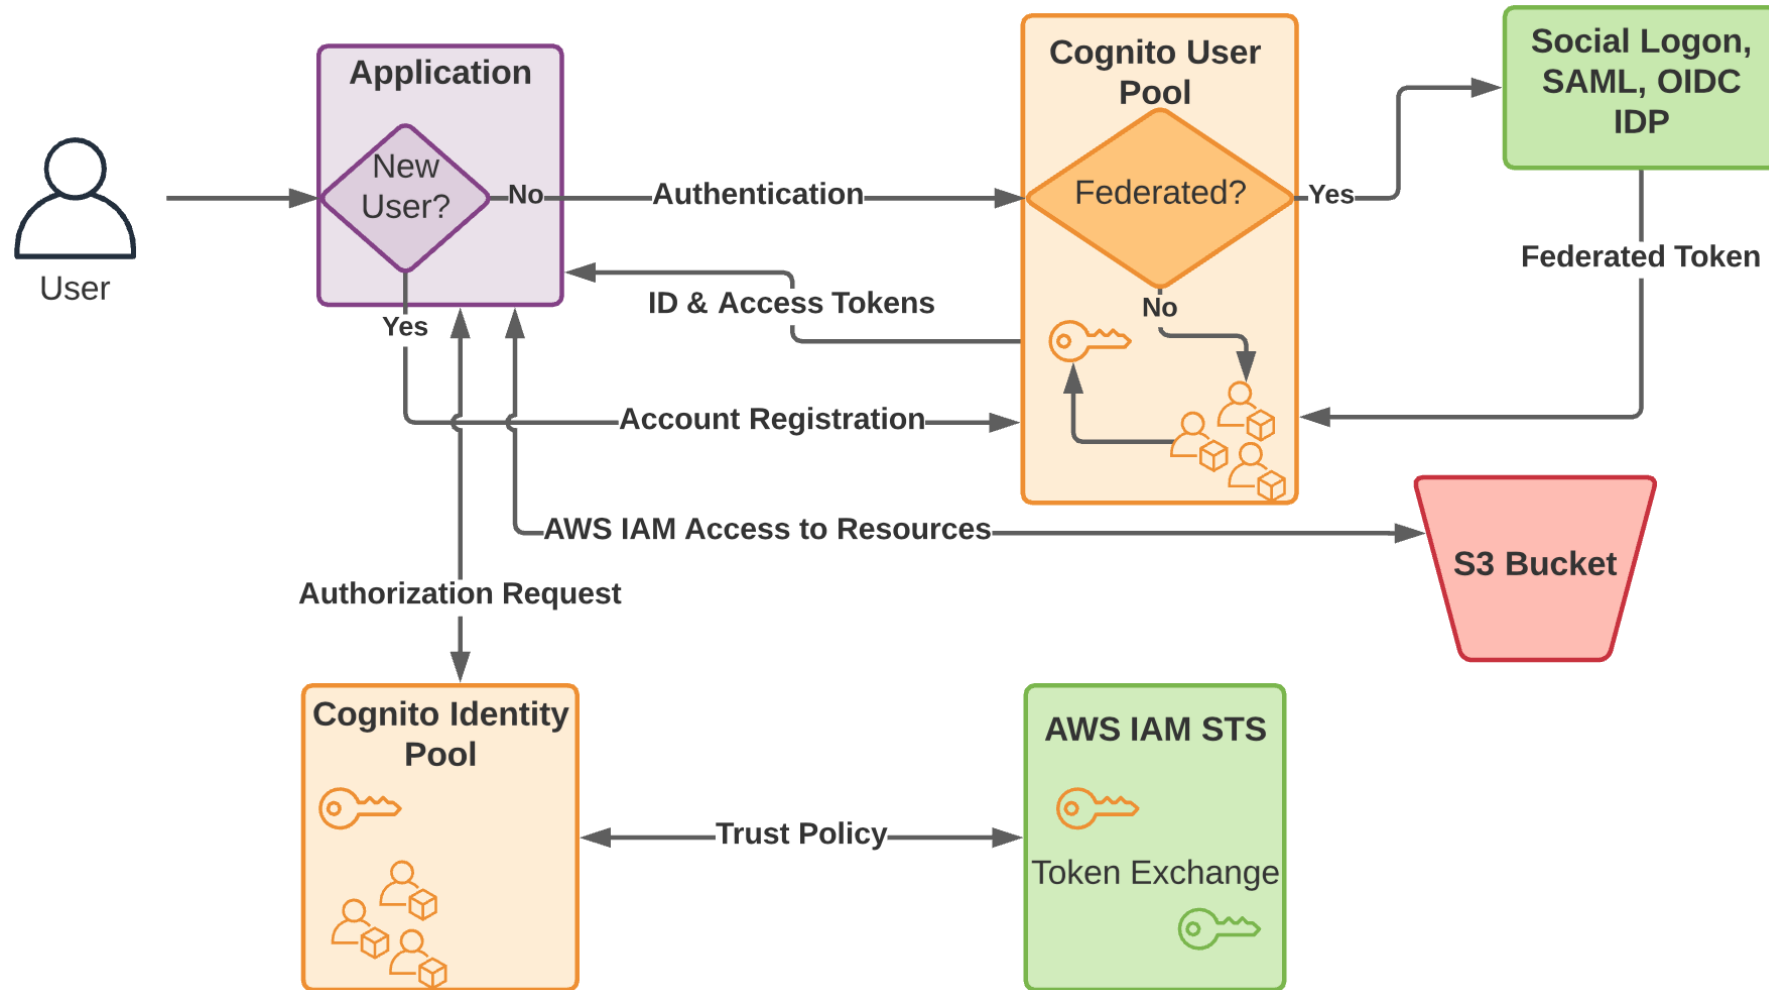 Application
New
User?
No
Yes
User
Authentication
ID & Access Tokens
Account Registration
AWS IAM Access to Resources
Authorization Request
Cognito User
Pool
Federated?
Yes
No
Social Logon,
SAML, OIDC
IDP
Federated Token
S3 Bucket
Cognito Identity
Pool
Trust Policy
AWS IAM STS
Token Exchange